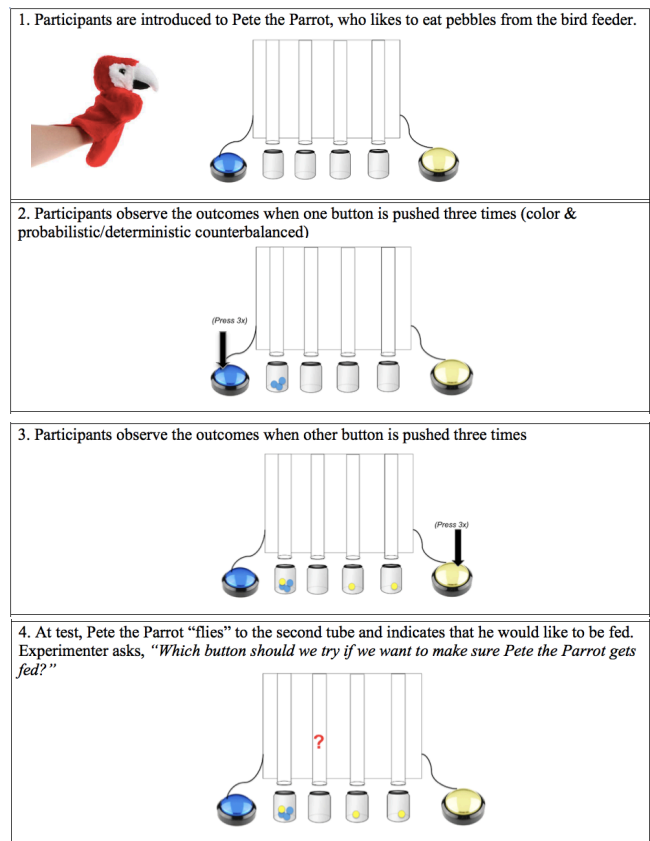 1. Participants are introduced to Pete the Parrot, who likes to eat pebbles from the bird feeder.
2. Participants observe the outcomes when one button is pushed three times (color &
probabilistic/deterministic counterbalanced)
(Press 3x)
3. Participants observe the outcomes when other button is pushed three times
(Press 3x)
4. At test, Pete the Parrot “flies” to the second tube and indicates that he would like to be fed.
Experimenter asks, “Which button should we try if we want to make sure Pete the Parrot gets
fed?”
?